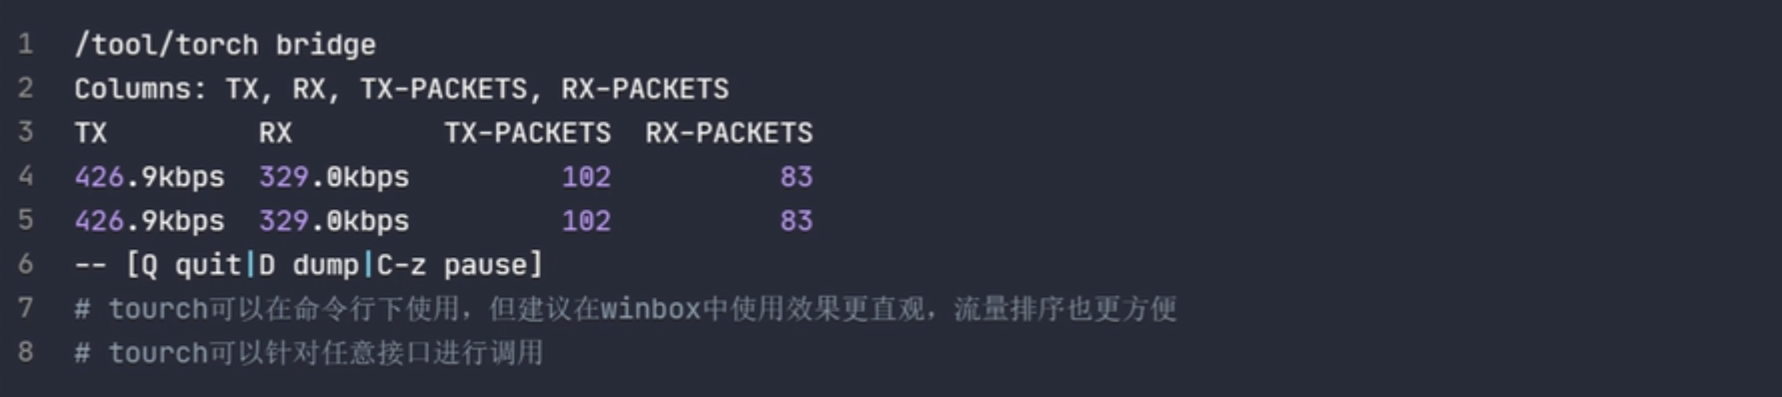 1 /tool/torch bridge
2 Columns: TX, RX, TX-PACKETS, RX-PACKETS
3 TX         RX         TX-PACKETS  RX-PACKETS
4 426.9kbps  329.0kbps         102          83
5 426.9kbps  329.0kbps         102          83
6 -- [Q quit|D dump|C-z pause]
7 # tourch可以在命令行下使用，但建议在winbox中使用效果更直观，流量排序也更方便
8 # tourch可以针对任意接口进行调用